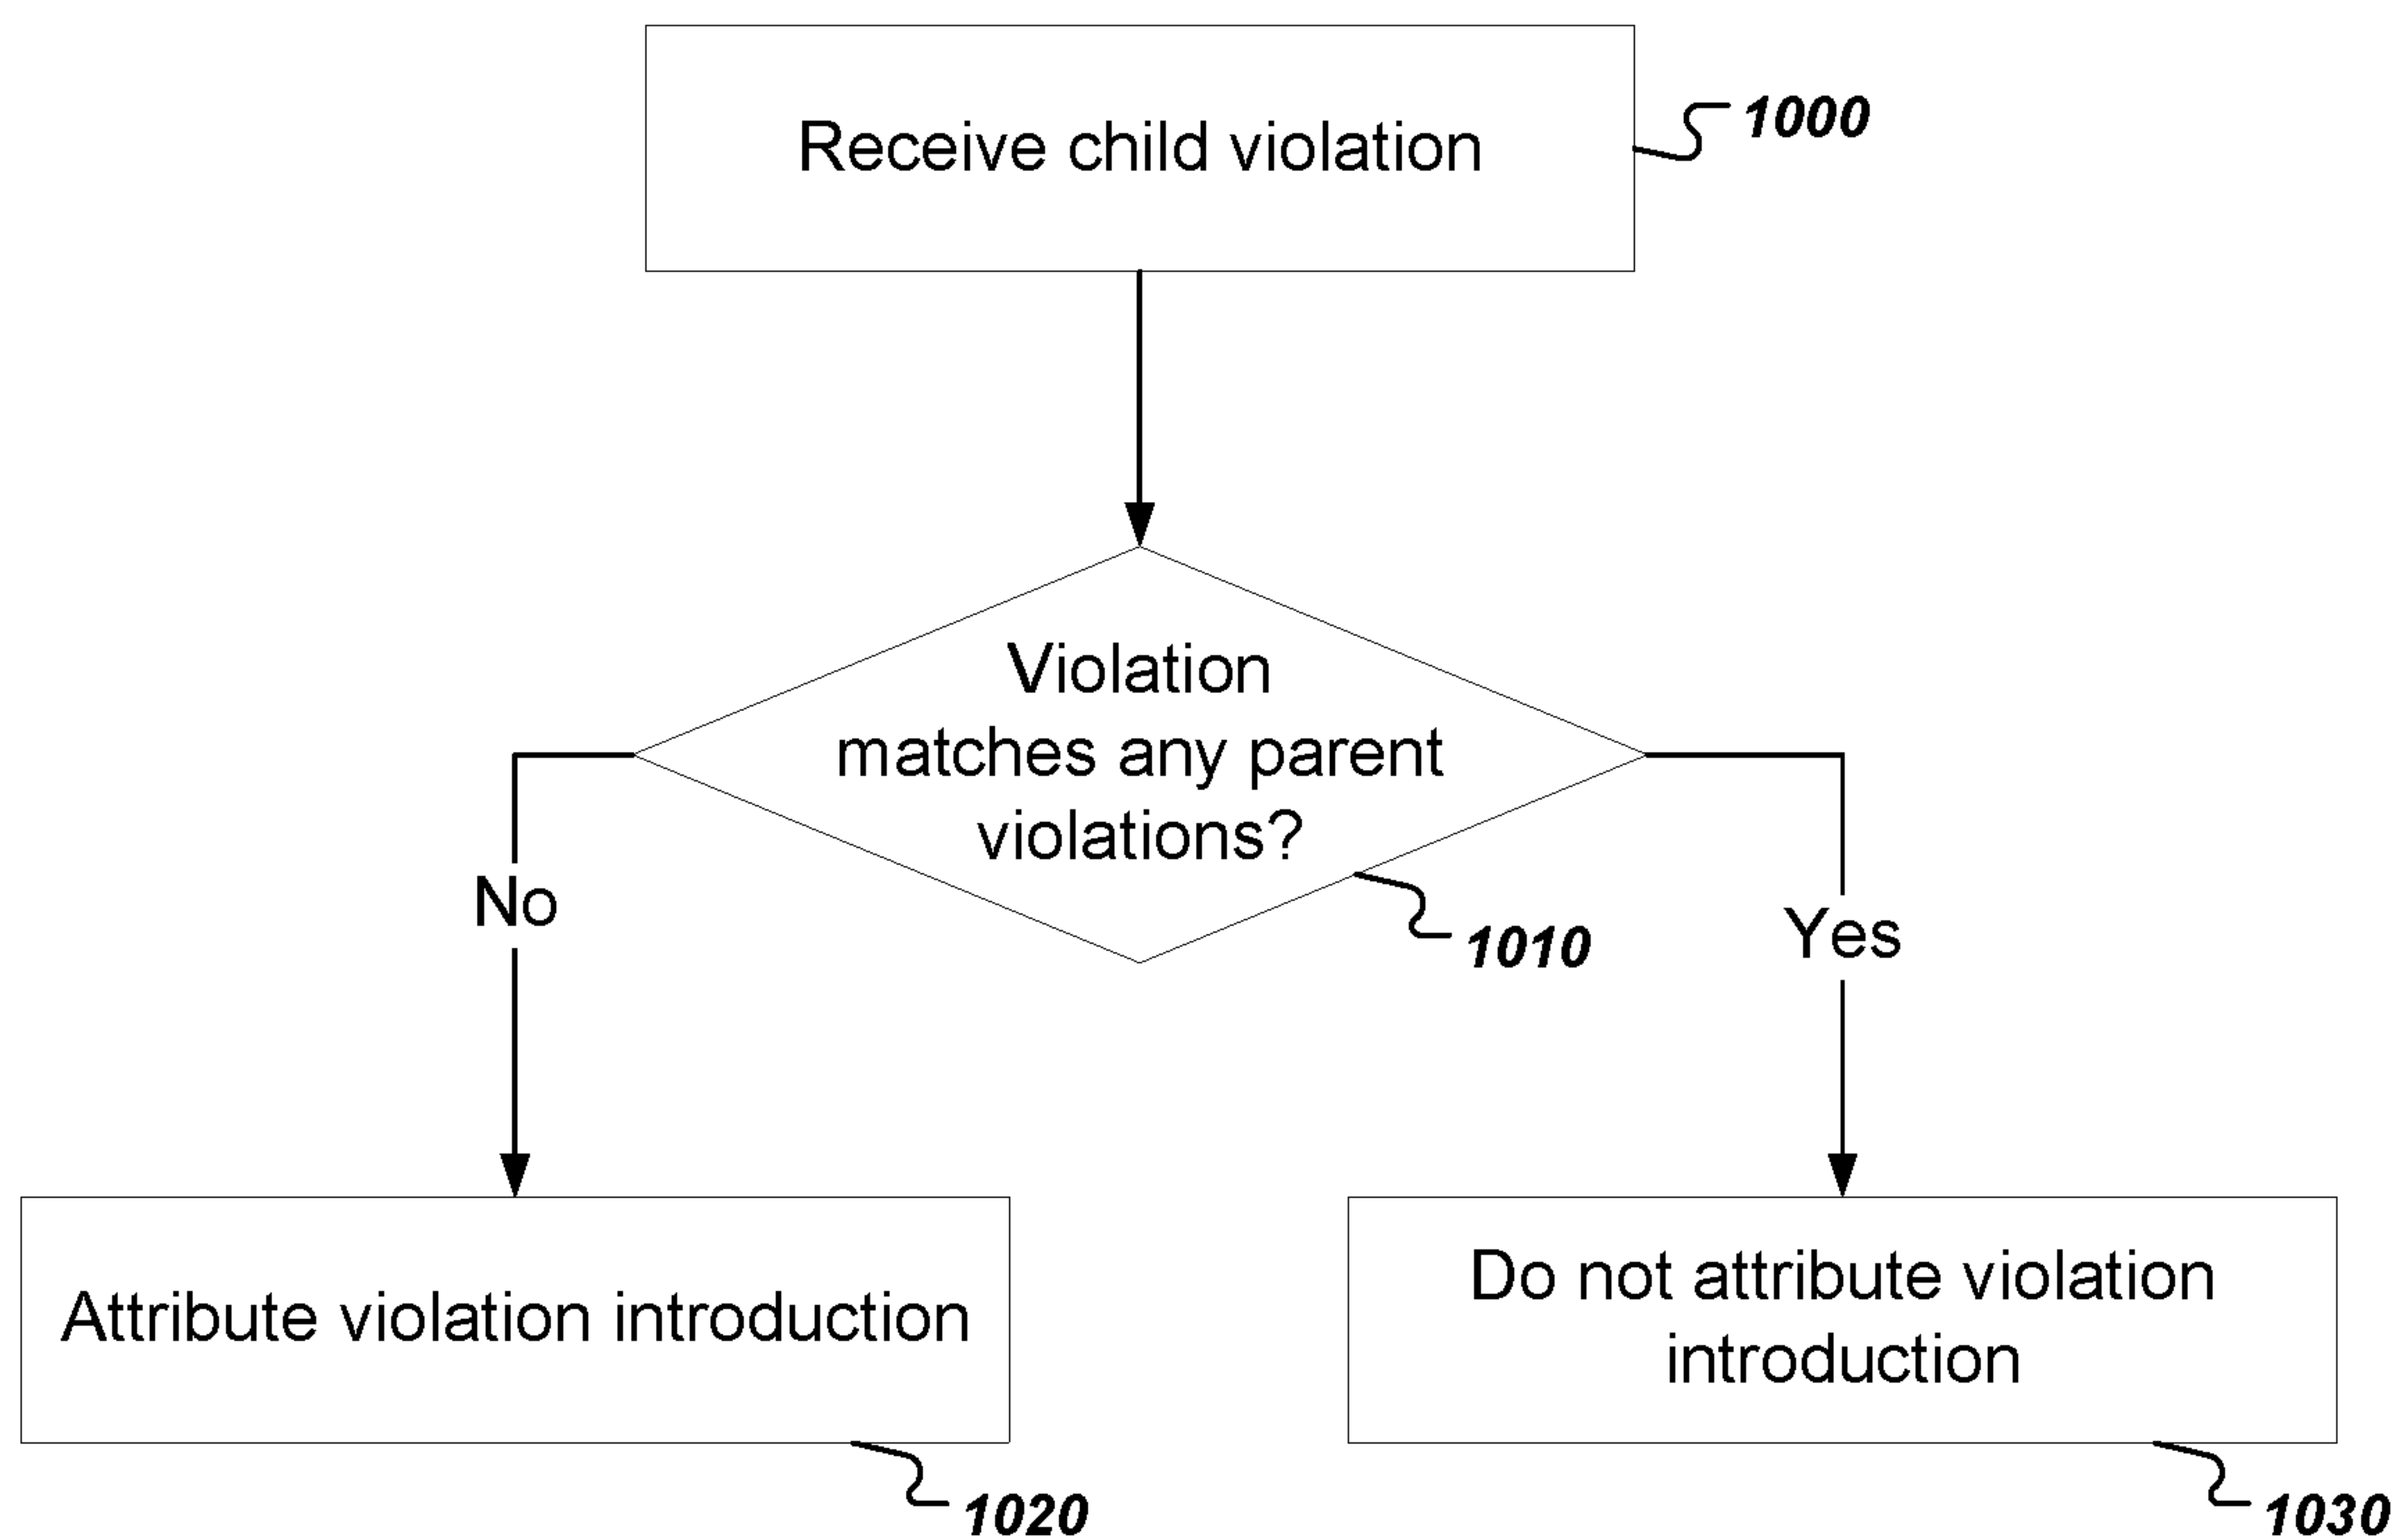 Receive child violation
1000
Violation
matches any parent
violations?
1010
No
Yes
Attribute violation introduction
1020
Do not attribute violation
introduction
1030